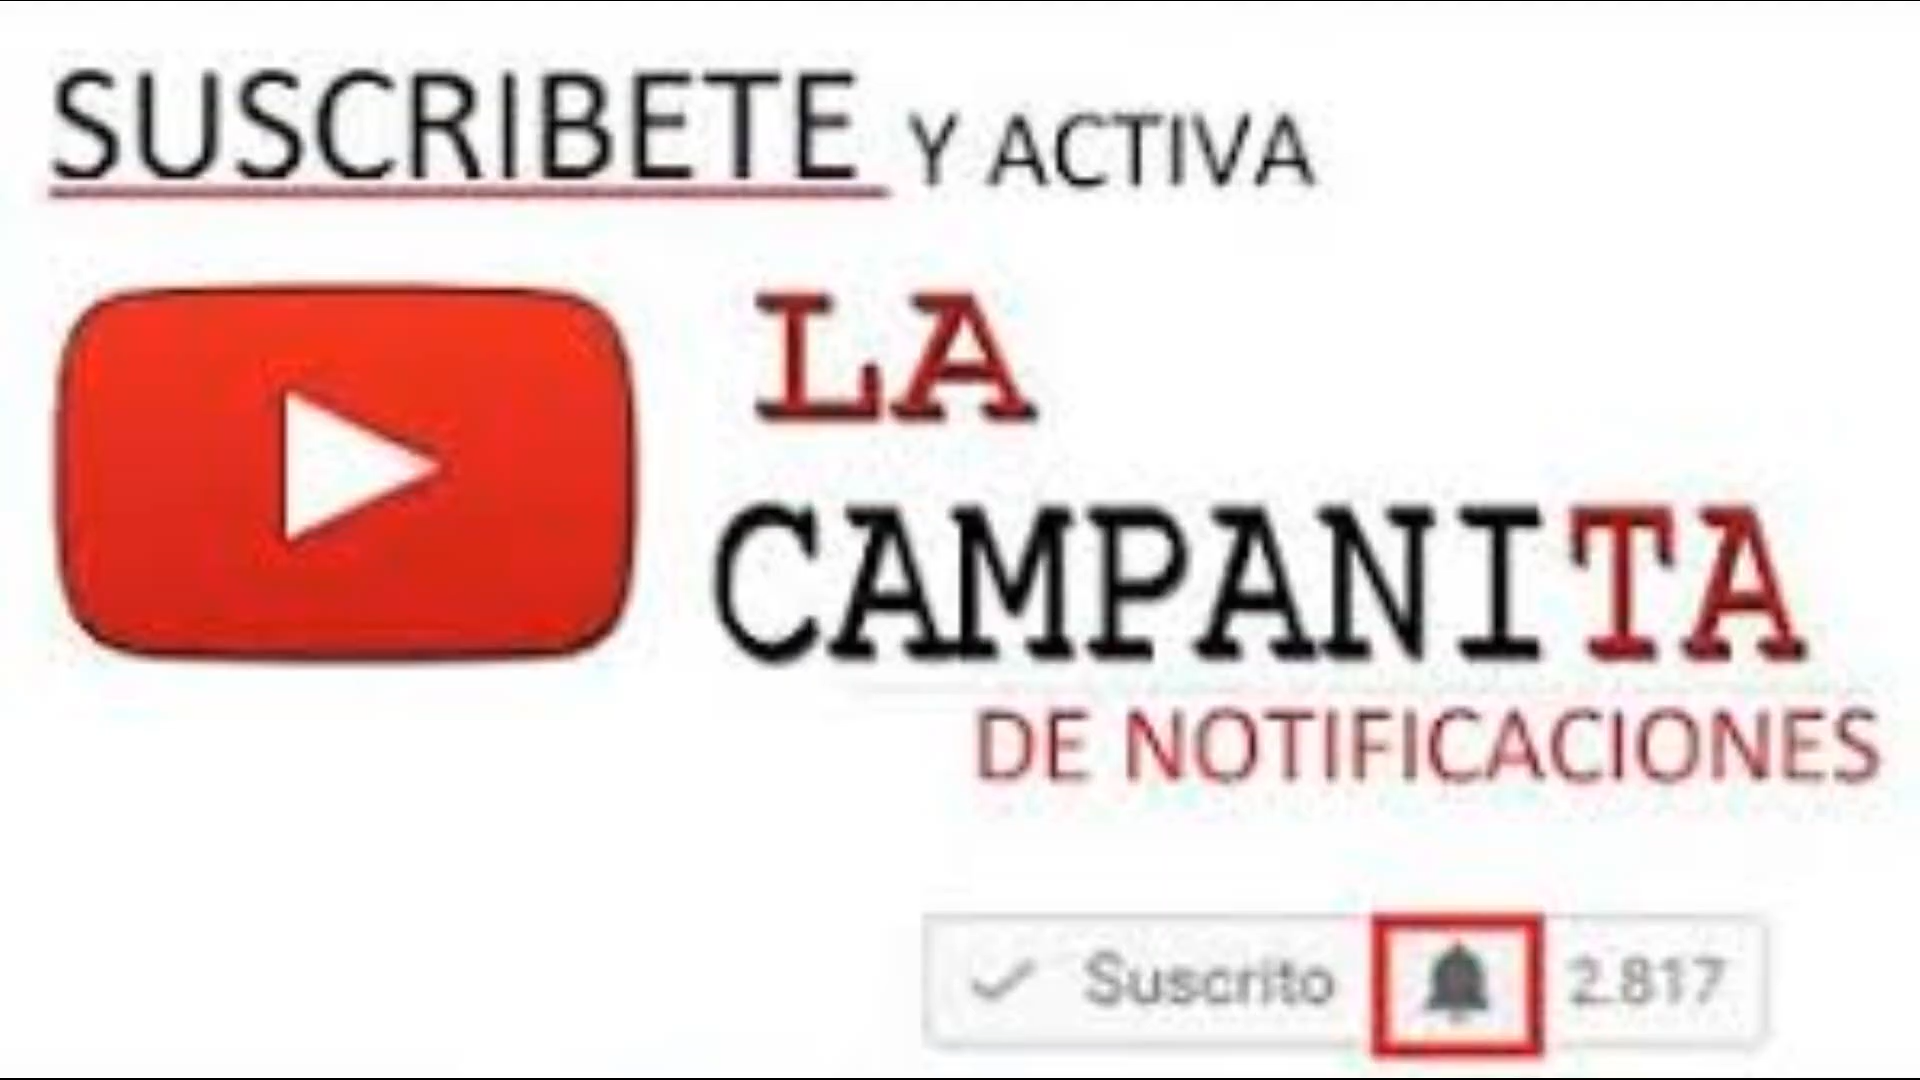 SUSCRIBETE Y ACTIVA
LA
CAMPANITA
DE NOTIFICACIONES
Suscrito 2.817